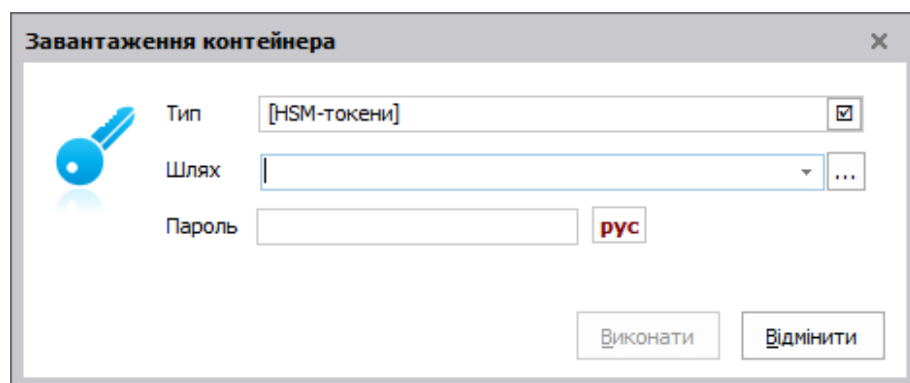 Завантаження контейнера
Тип [HSM-токени]
Шлях ...
Пароль рус
Виконати Відмінити